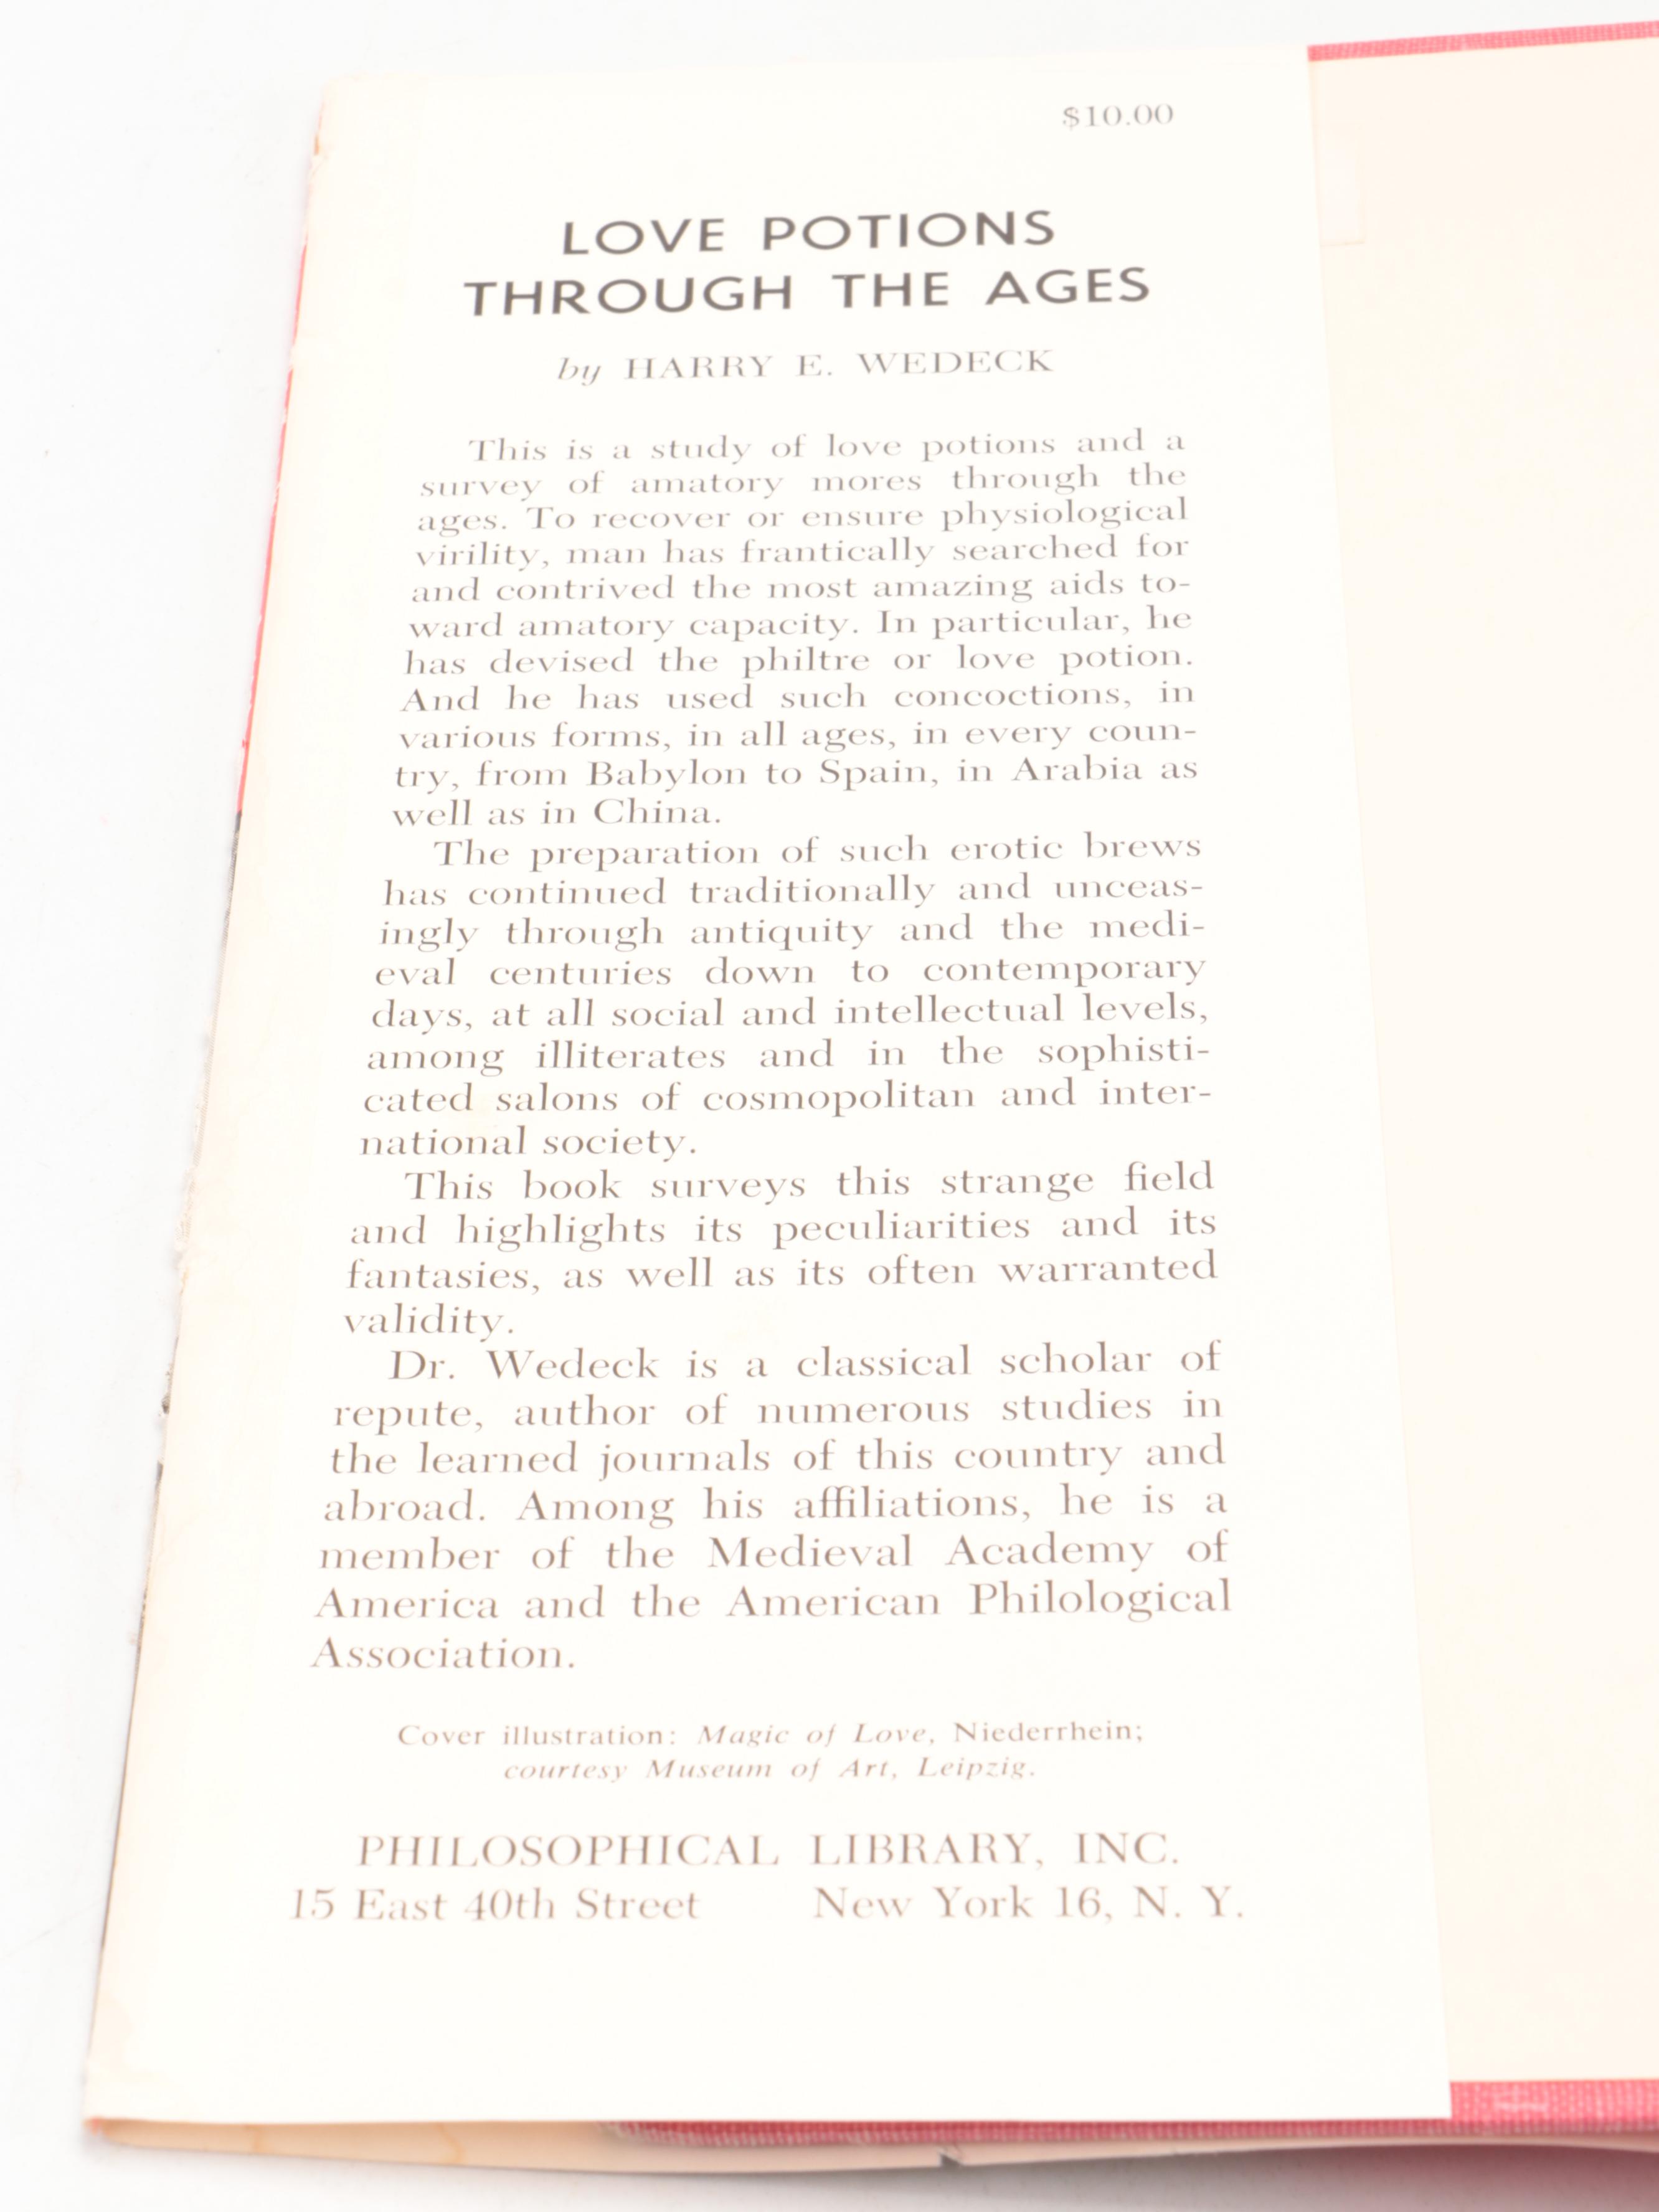 $10.00
LOVE POTIONS
THROUGH THE AGES
by HARRY E. WEDECK
This is a study of love potions and a
survey of amatory mores through the
ages. To recover or ensure physiological
virility, man has frantically searched for
and contrived the most amazing aids to-
ward amatory capacity. In particular, he
has devised the philtre or love potion.
And he has used such concoctions, in
various forms, in all ages, in every coun-
try, from Babylon to Spain, in Arabia as
well as in China.
The preparation of such erotic brews
has continued traditionally and unceas-
ingly through antiquity and the medi-
eval centuries down to contemporary
days, at all social and intellectual levels,
among illiterates and in the sophisti-
cated salons of cosmopolitan and inter-
national society.
This book surveys this strange field
and highlights its peculiarities and its
fantasies, as well as its often warranted
validity.
Dr. Wedeck is a classical scholar of
repute, author of numerous studies in
the learned journals of this country and
abroad. Among his affiliations, he is a
member of the Medieval Academy of
America and the American Philological
Association.
Cover illustration: Magic of Love, Niederrhein;
courtesy Museum of Art, Leipzig.
PHILOSOPHICAL LIBRARY, INC.
15 East 40th Street New York 16, N. Y.